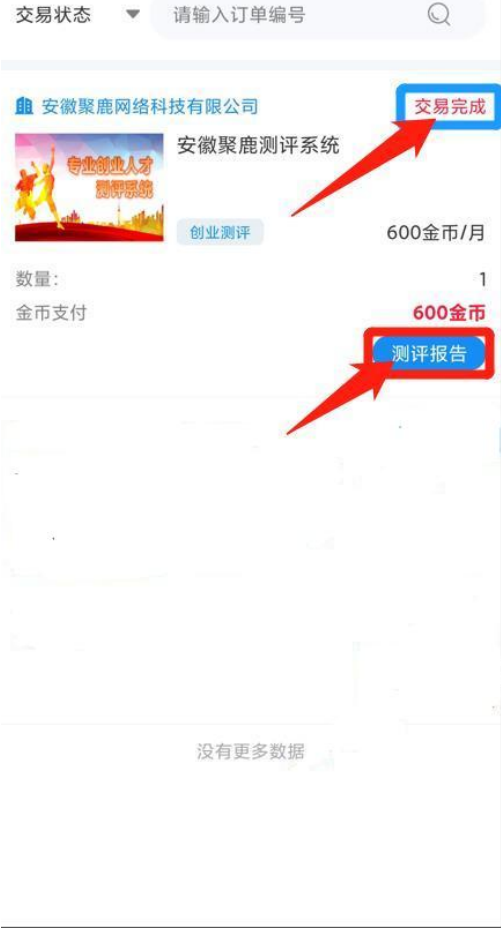 交易状态 请输入订单编号
安徽聚鹿网络科技有限公司 交易完成
专业创业人才
测评系统
安徽聚鹿测评系统
创业测评 600金币/月
数量: 1
金币支付 600金币
测评报告
没有更多数据